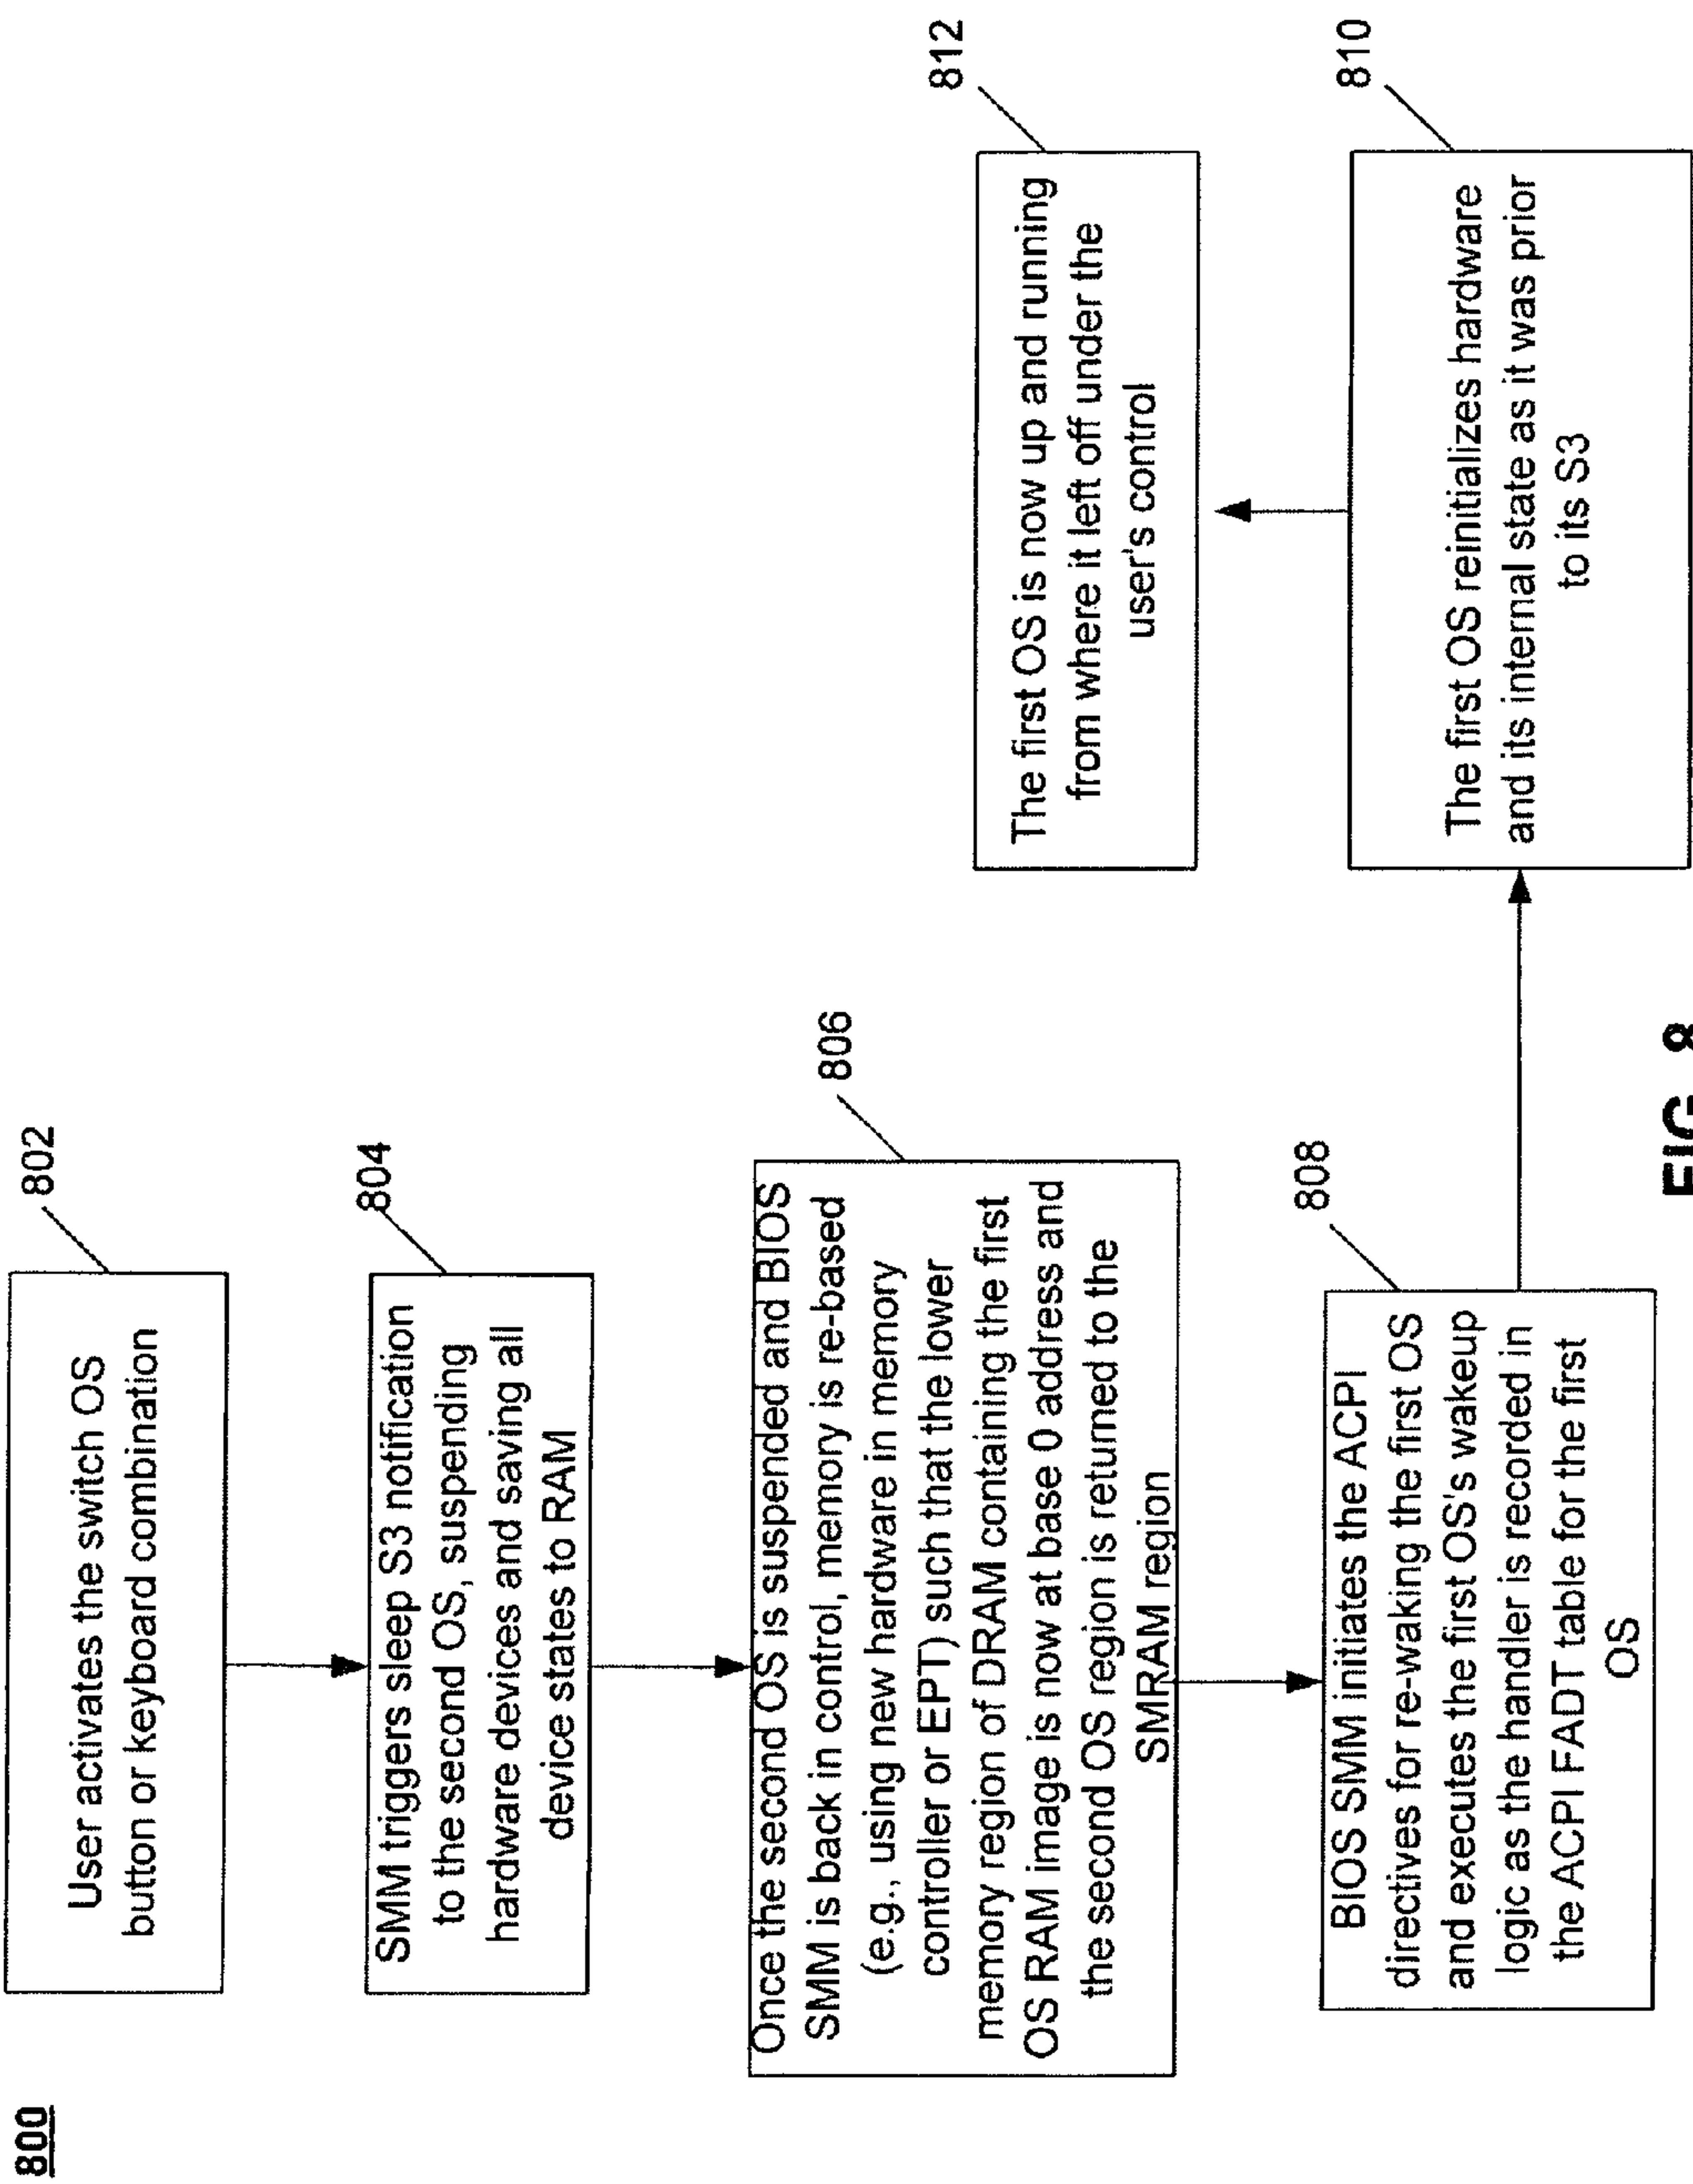 800
802
User activates the switch OS
button or keyboard combination
804
SMM triggers sleep S3 notification
to the second OS, suspending
hardware devices and saving all
device states to RAM
806
Once the second OS is suspended and BIOS
SMM is back in control, memory is re-based
(e.g., using new hardware in memory
controller or EPT) such that the lower
memory region of DRAM containing the first
OS RAM image is now at base 0 address and
the second OS region is returned to the
SMRAM region
808
BIOS SMM initiates the ACPI
directives for re-waking the first OS
and executes the first OS's wakeup
logic as the handler is recorded in
the ACPI FADT table for the first
OS
810
The first OS reinitializes hardware
and its internal state as it was prior
to its S3
812
The first OS is now up and running
from where it left off under the
user's control
FIG. 8